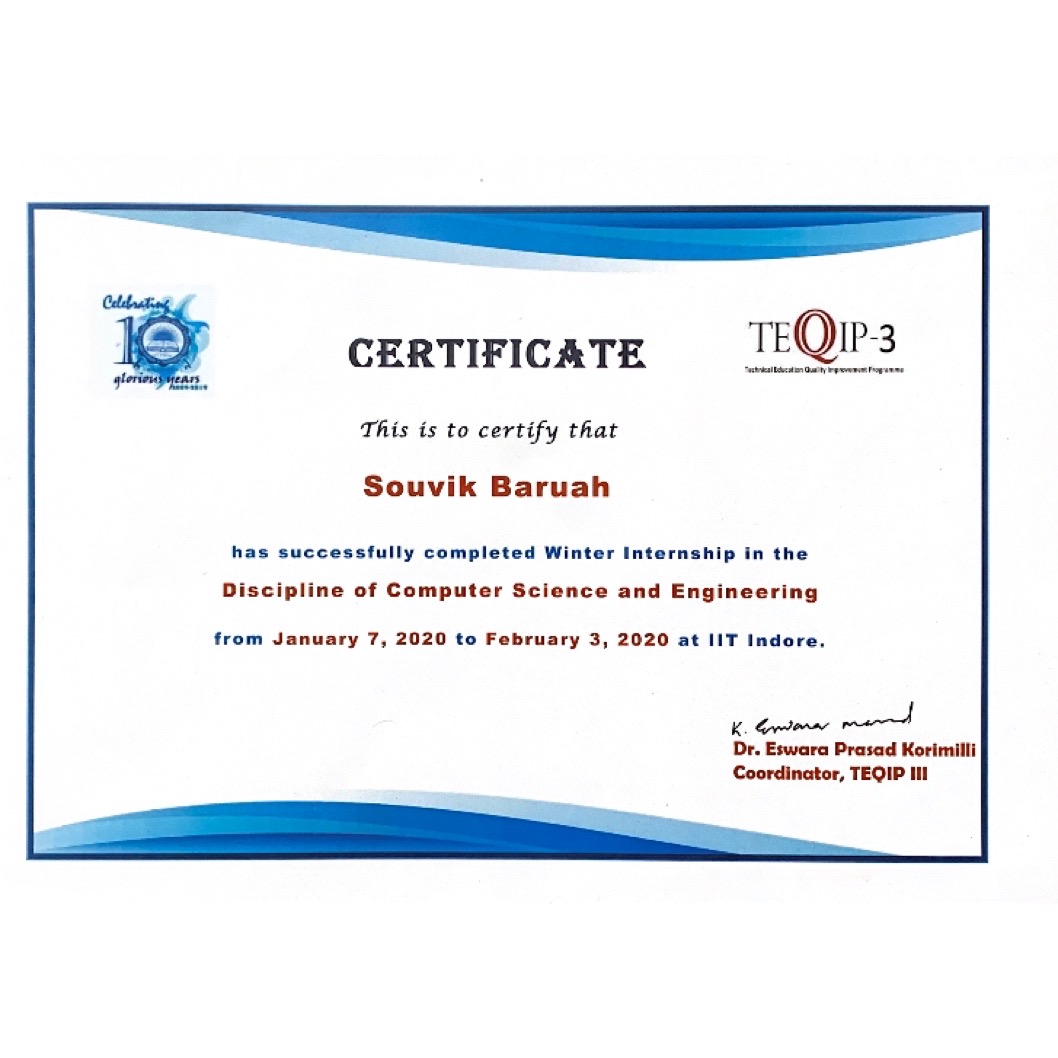 Celebrating
10
glorious years
CERTIFICATE
TEQIP-3
Technical Education Quality Improvement Programme
This is to certify that
Souvik Baruah
has successfully completed Winter Internship in the
Discipline of Computer Science and Engineering
from January 7, 2020 to February 3, 2020 at IIT Indore.
K. Eswara
Dr. Eswara Prasad Korimilli
Coordinator, TEQIP III